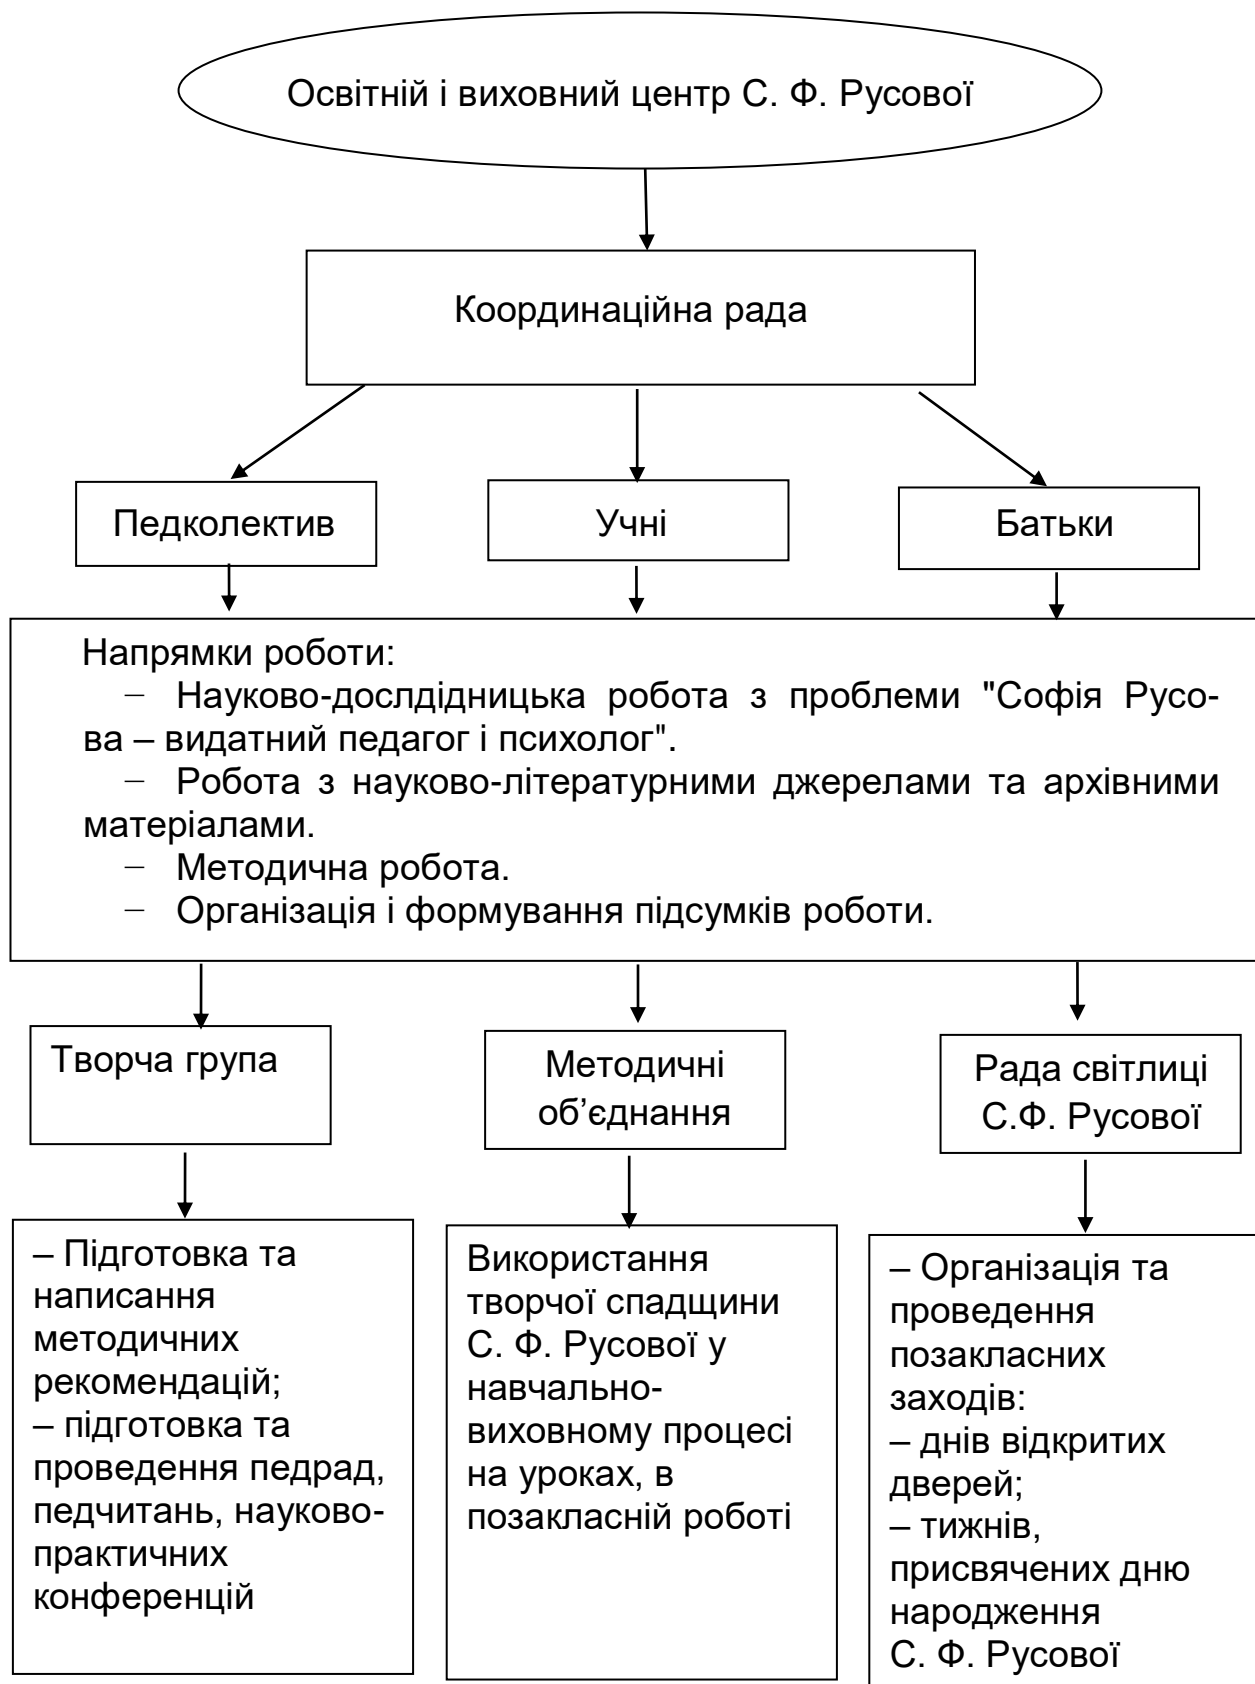 Освітній і виховний центр С. Ф. Русової
Координаційна рада
Педколектив
Учні
Батьки
Напрямки роботи:
– Науково-дослдідницька робота з проблеми "Софія Русо-
ва – видатний педагог і психолог".
– Робота з науково-літературними джерелами та архівними
матеріалами.
– Методична робота.
– Організація і формування підсумків роботи.
Творча група
Методичні
об’єднання
Рада світлиці
С.Ф. Русової
– Підготовка та
написання
методичних
рекомендацій;
– підготовка та
проведення педрад,
педчитань, науково-
практичних
конференцій
Використання
творчої спадщини
С. Ф. Русової у
навчально-
виховному процесі
на уроках, в
позакласній роботі
– Організація та
проведення
позакласних
заходів:
– днів відкритих
дверей;
– тижнів,
присвячених дню
народження
С. Ф. Русової